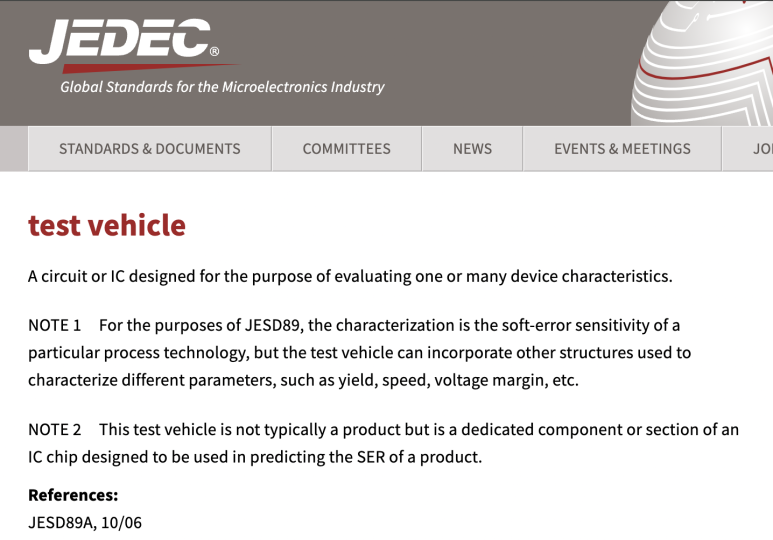 JEDEC®
Global Standards for the Microelectronics Industry
STANDARDS & DOCUMENTS
COMMITTEES
NEWS
EVENTS & MEETINGS
test vehicle
A circuit or IC designed for the purpose of evaluating one or many device characteristics.
NOTE 1 For the purposes of JESD89, the characterization is the soft-error sensitivity of a
particular process technology, but the test vehicle can incorporate other structures used to
characterize different parameters, such as yield, speed, voltage margin, etc.
NOTE 2 This test vehicle is not typically a product but is a dedicated component or section of an
IC chip designed to be used in predicting the SER of a product.
References:
JESD89A, 10/06